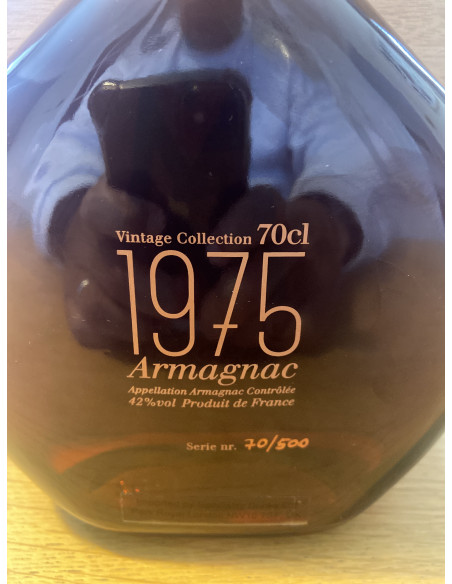 Vintage Collection 70cl
1975
Armagnac
Appellation Armagnac Contrôlée
42%vol Produit de France
Serie nr. 70/500